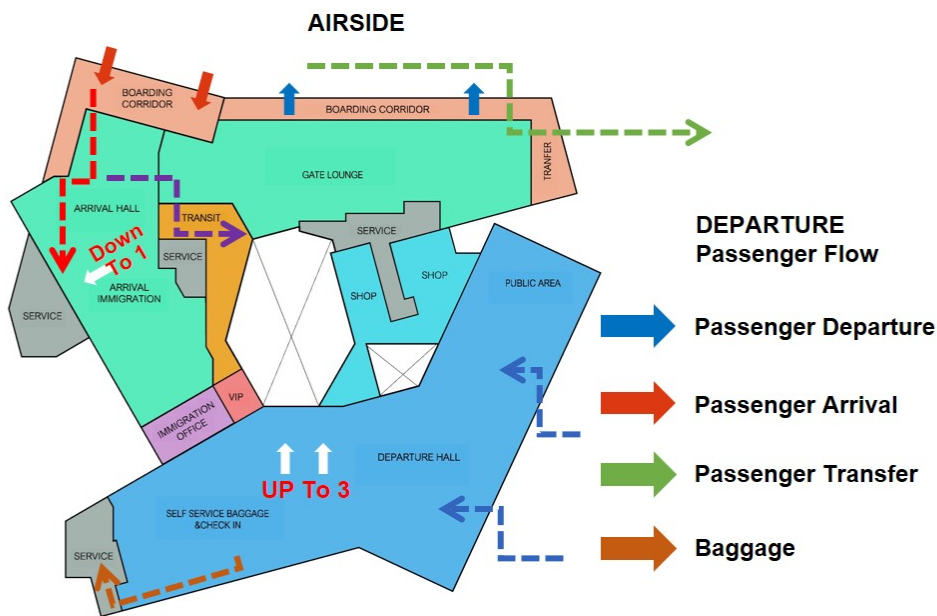 AIRSIDE
BOARDING
CORRIDOR
BOARDING CORRIDOR
TRANFER
GATE LOUNGE
ARRIVAL HALL
TRANSIT
SERVICE
SERVICE
Down
To 1
ARRIVAL
IMMIGRATION
SERVICE
SHOP
SHOP
PUBLIC AREA
VIP
IMMIGRATION
OFFICE
DEPARTURE HALL
UP To 3
SELF SERVICE BAGGAGE
&CHECK IN
SERVICE
DEPARTURE
Passenger Flow
Passenger Departure
Passenger Arrival
Passenger Transfer
Baggage